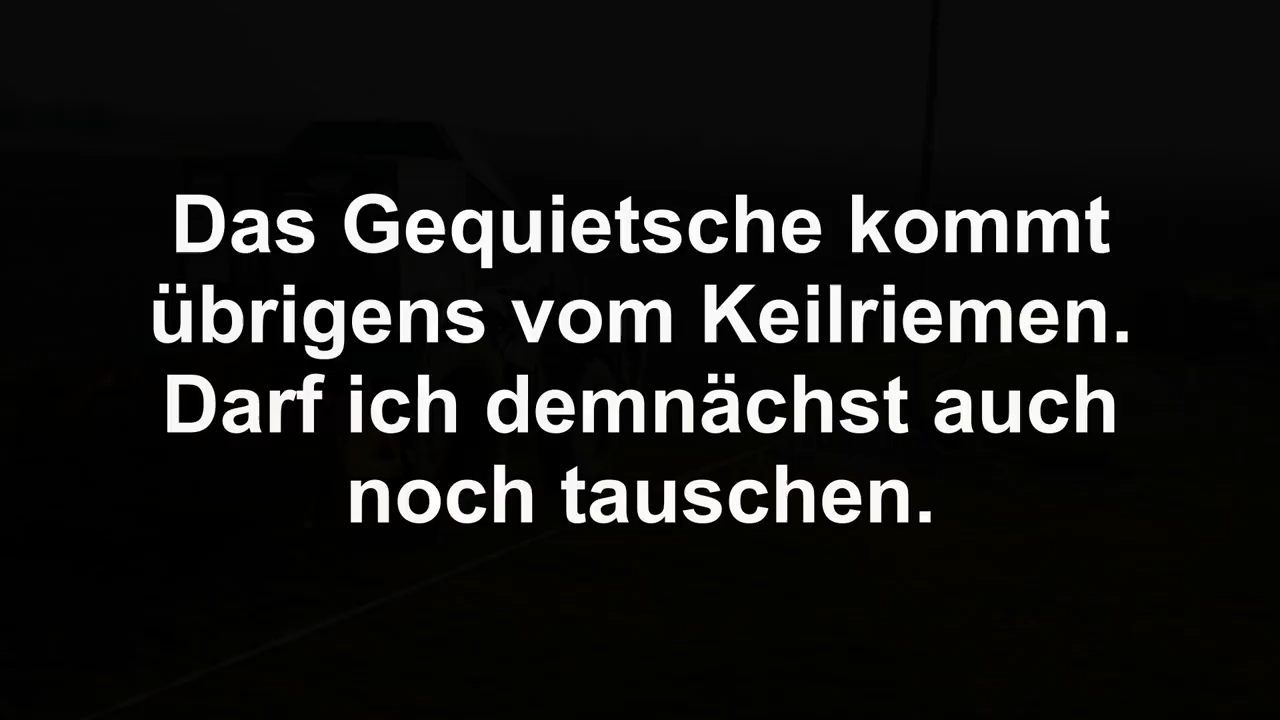 Das Gequietsche kommt
übrigens vom Keilriemen.
Darf ich demnächst auch
noch tauschen.